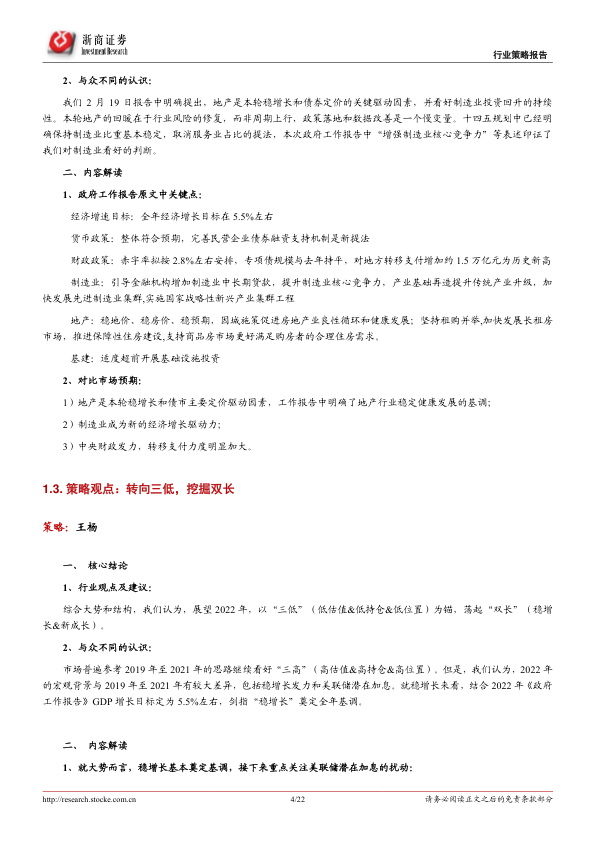 浙商证券
Investment Research
行业策略报告
2、与众不同的认识：
我们 2 月 19 日报告中明确提出，地产是本轮稳增长和债券定价的关键驱动因素，并看好制造业投资回升的持续
性。本轮地产的回暖在于行业风险的修复，而非周期上行，政策落地和数据改善是一个慢变量。十四五规划中已经明
确保持制造业比重基本稳定，取消服务业占比的提法，本次政府工作报告中“增强制造业核心竞争力”等表述印证了
我们对制造业看好的判断。
二、内容解读
1、政府工作报告原文中关键点：
经济增速目标：全年经济增长目标在 5.5%左右
货币政策：整体符合预期，完善民营企业债券融资支持机制是新提法
财政政策：赤字率拟按 2.8%左右安排，专项债规模与去年持平，对地方转移支付增加约 1.5 万亿元为历史新高
制造业：引导金融机构增加制造业中长期贷款，提升制造业核心竞争力，产业基础再造提升传统产业升级，加
快发展先进制造业集群,实施国家战略性新兴产业集群工程
地产：稳地价、稳房价、稳预期，因城施策促进房地产业良性循环和健康发展；坚持租购并举,加快发展长租房
市场，推进保障性住房建设,支持商品房市场更好满足购房者的合理住房需求。
基建：适度超前开展基础设施投资
2、对比市场预期：
1）地产是本轮稳增长和债市主要定价驱动因素，工作报告中明确了地产行业稳定健康发展的基调；
2）制造业成为新的经济增长驱动力；
3）中央财政发力，转移支付力度明显加大。
1.3. 策略观点：转向三低，挖掘双长
策略：王杨
一、 核心结论
1、行业观点及建议：
综合大势和结构，我们认为，展望 2022 年，以“三低”（低估值&低持仓&低位置）为锚，荡起“双长”（稳增
长&新成长）。
2、与众不同的认识：
市场普遍参考 2019 年至 2021 年的思路继续看好“三高”（高估值&高持仓&高位置）。但是，我们认为，2022 年
的宏观背景与 2019 年至 2021 年有较大差异，包括稳增长发力和美联储潜在加息。就稳增长来看，结合 2022 年《政府
工作报告》GDP 增长目标定为 5.5%左右，剑指“稳增长”奠定全年基调。
二、 内容解读
1、就大势而言，稳增长基本奠定基调，接下来重点关注美联储潜在加息的扰动：
http://research.stocke.com.cn
4/22
请务必阅读正文之后的免责条款部分